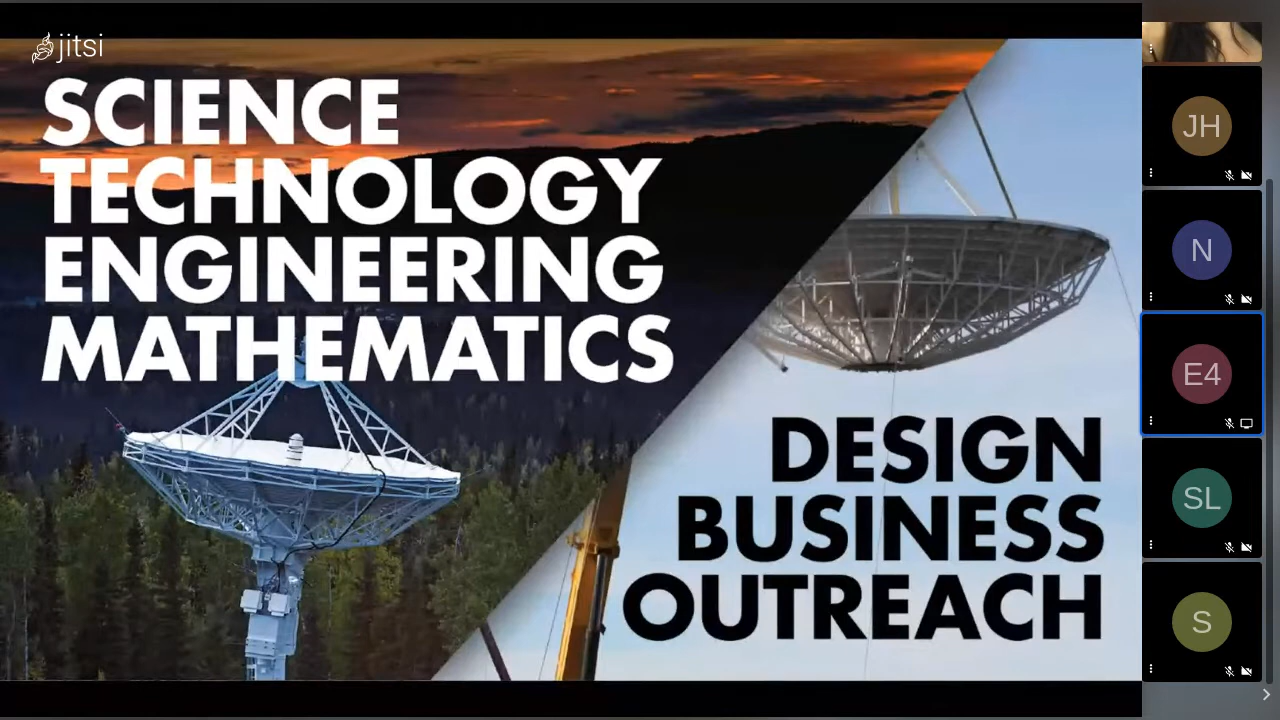 jitsi
SCIENCE
TECHNOLOGY
ENGINEERING
MATHEMATICS
DESIGN
BUSINESS
OUTREACH
JH
N
E4
SL
S